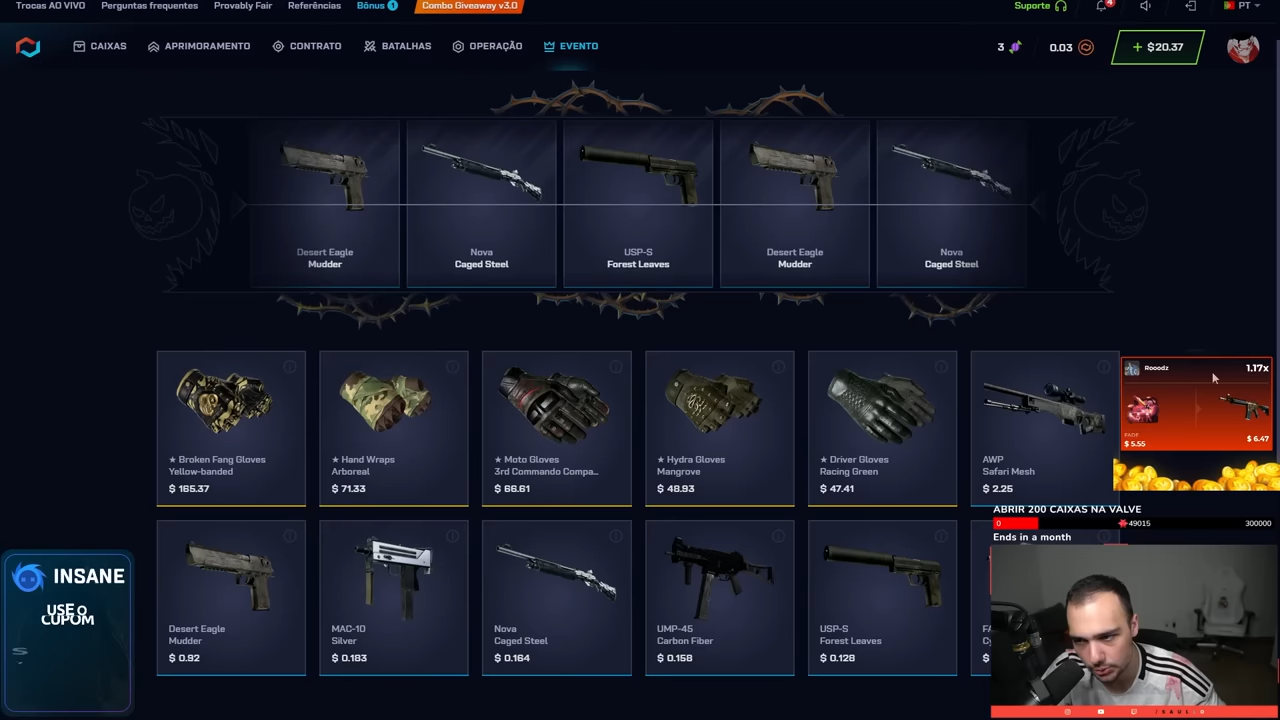 Trocas AO VIVO
Perguntas frequentes
Provably Fair
Referências
Bônus 1
Combo Giveaway v3.0
Suporte
4
PT
CAIXAS
APRIMORAMENTO
CONTRATO
BATALHAS
OPERAÇÃO
EVENTO
3
0.03
+ $20.37
Desert Eagle
Mudder
Nova
Caged Steel
USP-S
Forest Leaves
Desert Eagle
Mudder
Nova
Caged Steel
★ Broken Fang Gloves
Yellow-banded
$ 165.37
★ Hand Wraps
Arboreal
$ 71.33
★ Moto Gloves
3rd Commando Compa...
$ 66.61
★ Hydra Gloves
Mangrove
$ 48.93
★ Driver Gloves
Racing Green
$ 47.41
AWP
Safari Mesh
$ 2.25
Rooodz
1.17x
FADE
$ 5.55
$ 6.47
ABRIR 200 CAIXAS NA VALVE
0
49015
300000
Ends in a month
Desert Eagle
Mudder
$ 0.92
MAC-10
Silver
$ 0.183
Nova
Caged Steel
$ 0.164
UMP-45
Carbon Fiber
$ 0.158
USP-S
Forest Leaves
$ 0.128
FA
Cy
$ 0
INSANE
USE O
CUPOM
S
/ S A U L : O